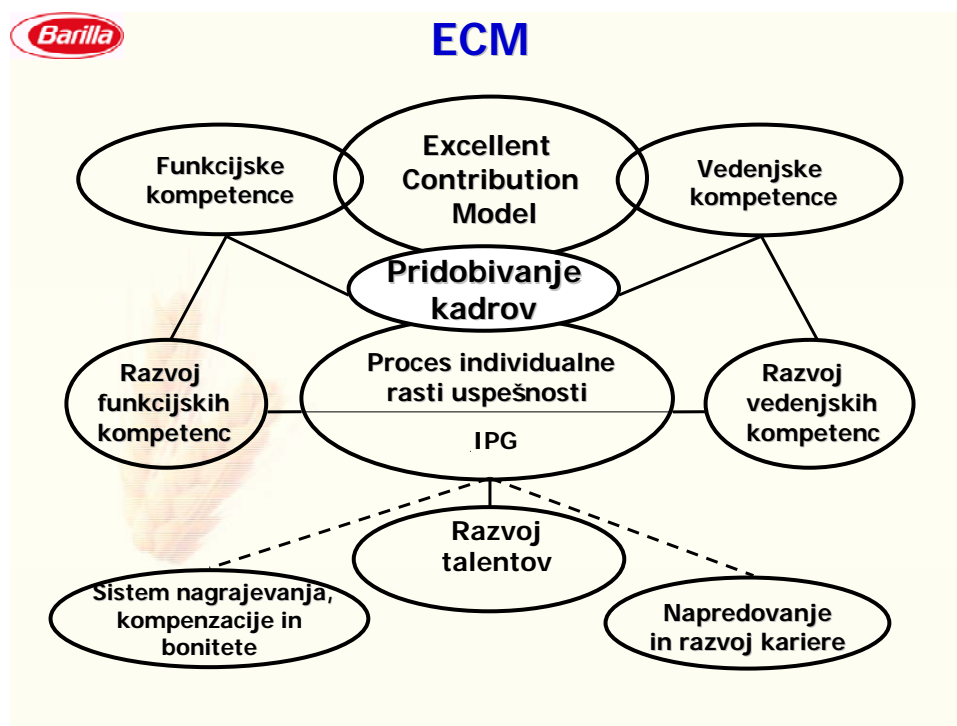 Barilla
ECM
Funkcijske
kompetence
Excellent
Contribution
Model
Vedenjske
kompetence
Pridobivanje
kadrov
Razvoj
funkcijskih
kompetenc
Proces individualne
rasti uspešnosti
IPG
Razvoj
vedenjskih
kompetenc
Razvoj
talentov
Sistem nagrajevanja,
kompenzacije in
bonitete
Napredovanje
in razvoj kariere